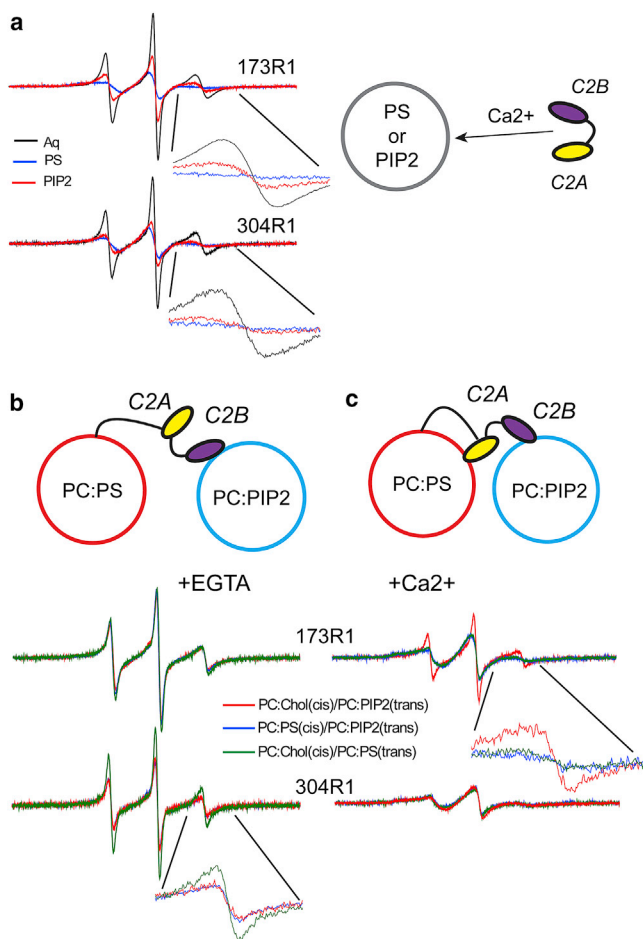 a
173R1
Aq
PS
PIP2
304R1
PS
or
PIP2
Ca2+
C2B
C2A
b
C2A
C2B
PC:PS
PC:PIP2
c
C2A
C2B
PC:PS
PC:PIP2
+EGTA
+Ca2+
173R1
PC:Chol(cis)/PC:PIP2(trans)
PC:PS(cis)/PC:PIP2(trans)
PC:Chol(cis)/PC:PS(trans)
304R1